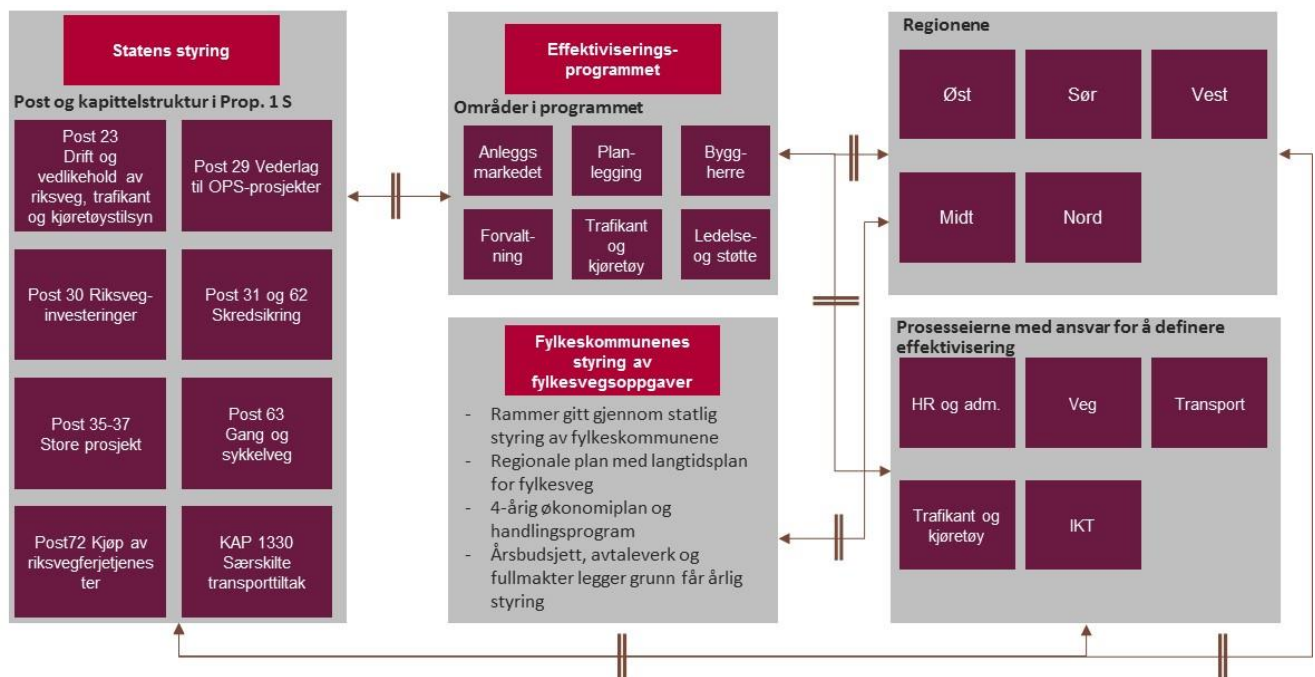 Statens styring
Post og kapittelstruktur i Prop. 1 S
Post 23
Drift og
vedlikehold av
riksveg, trafikant
og kjøretøystilsyn
Post 29 Vederlag
til OPS-prosjekter
Post 30 Riksveg-
investeringer
Post 31 og 62
Skredsikring
Post 35-37
Store prosjekt
Post 63
Gang og
sykkelveg
Post72 Kjøp av
riksvegferjetjenes
ter
KAP 1330
Særskilte
transporttiltak
Effektiviserings-
programmet
Områder i programmet
Anleggs
markedet
Plan-
legging
Bygg-
herre
Forvalt-
ning
Trafikant
og
kjøretøy
Ledelse-
og støtte
Fylkeskommunenes
styring av
fylkesvegsoppgaver
- Rammer gitt gjennom statlig
styring av fylkeskommunene
- Regionale plan med langtidsplan
for fylkesveg
- 4-årig økonomiplan og
handlingsprogram
- Årsbudsjett, avtaleverk og
fullmakter legger grunn får årlig
styring
Regionene
Øst
Sør
Vest
Midt
Nord
Prosesseierne med ansvar for å definere
effektivisering
HR og adm.
Veg
Transport
Trafikant og
kjøretøy
IKT